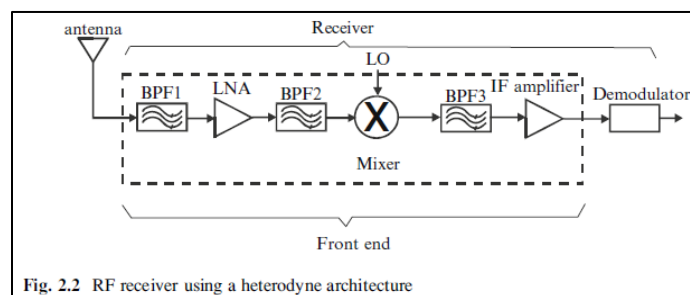 antenna
Receiver
LO
BPF1
LNA
BPF2
X
BPF3
IF amplifier
Demodulator
Mixer
Front end
Fig. 2.2 RF receiver using a heterodyne architecture